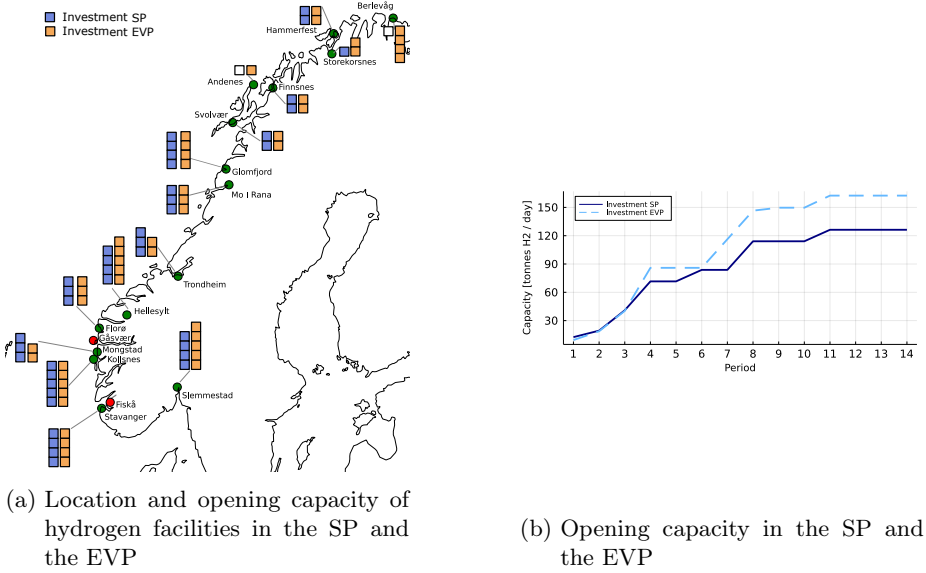 Investment SP
Investment EVP
Berlevåg
Hammerfest
Storekorsnes
Andenes
Finnsnes
Svolvær
Glomfjord
Mo I Rana
Trondheim
Hellesylt
Florø
Gåsvær
Mongstad
Kollsnes
Slemmestad
Fiskå
Stavanger
(a) Location and opening capacity of
hydrogen facilities in the SP and
the EVP
Capacity [tonnes H2 / day]
150
120
90
60
30
Investment SP
Investment EVP
1 2 3 4 5 6 7 8 9 10 11 12 13 14
Period
(b) Opening capacity in the SP and
the EVP